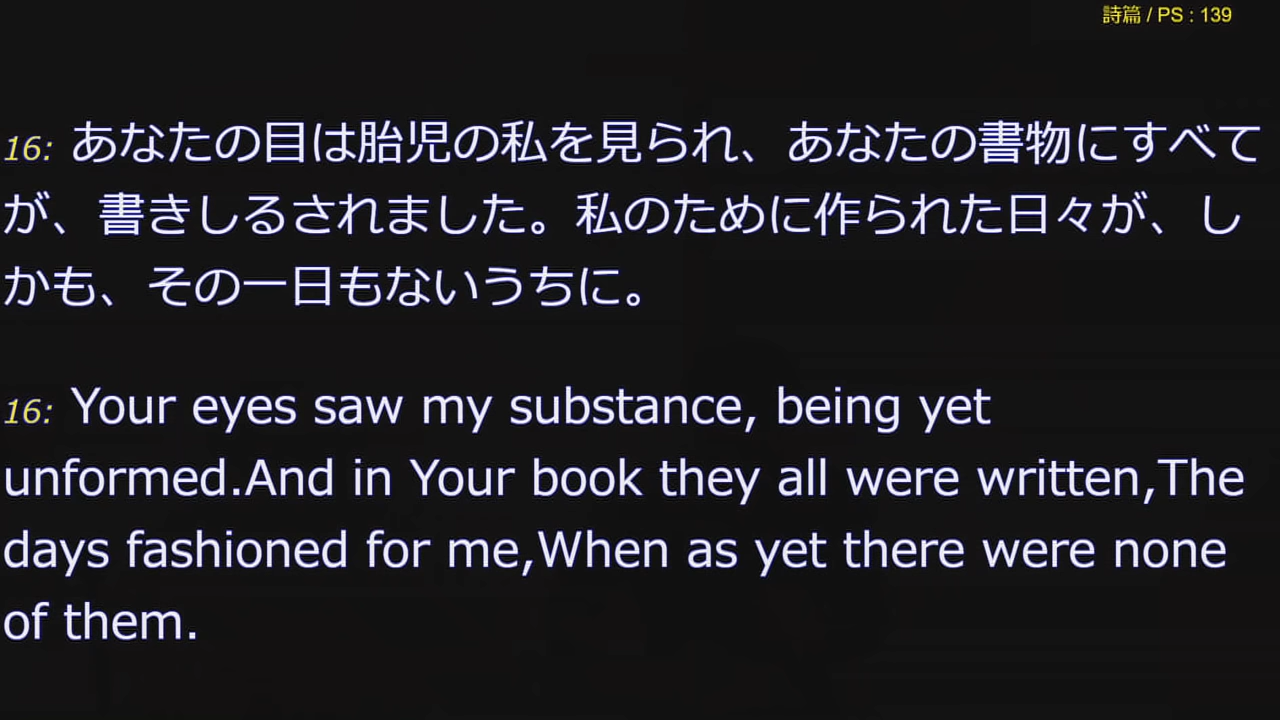 詩篇 / PS : 139
16: あなたの目は胎児の私を見られ、あなたの書物にすべて
が、書きしるされました。私のために作られた日々が、し
かも、その一日もないうちに。
16: Your eyes saw my substance, being yet
unformed.And in Your book they all were written,The
days fashioned for me,When as yet there were none
of them.